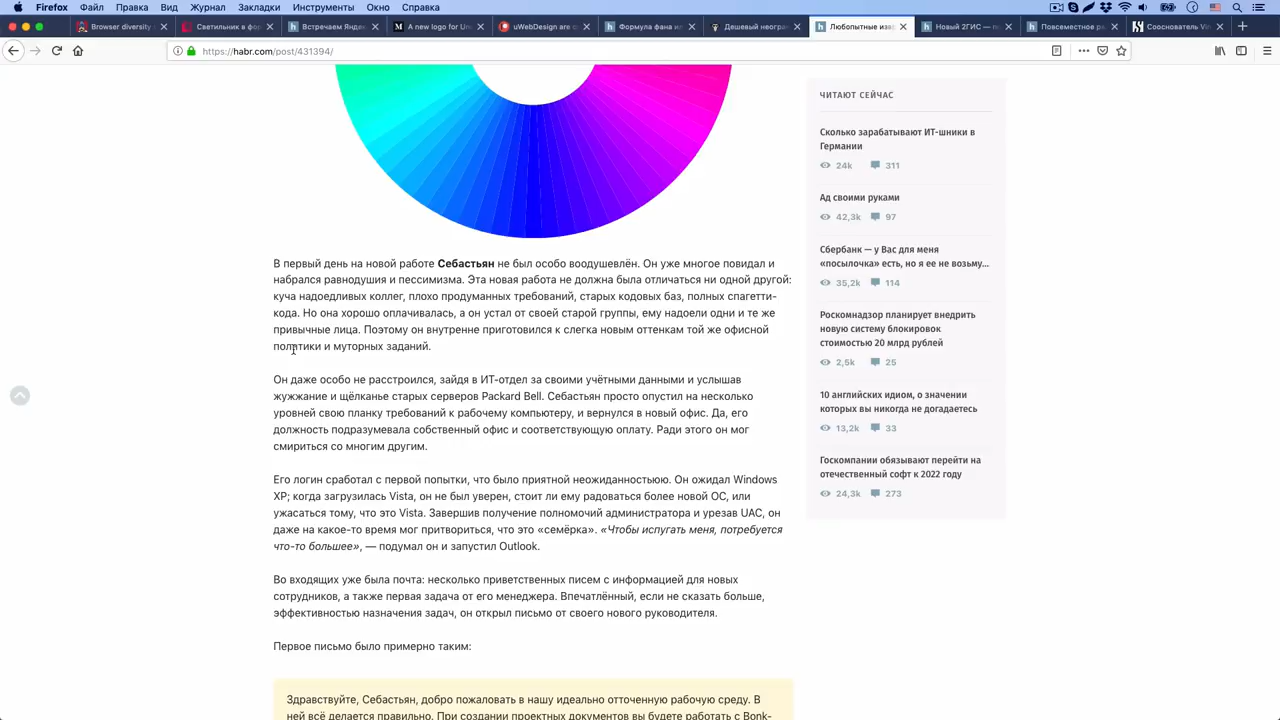 Firefox Файл Правка Вид Журнал Закладки Инструменты Окно Справка
Browser diversity
Светильник в фо
Встречаем Яндек
A new logo for Un
uWebDesign are c
Формула фана и
Дешевый неогра
Любопытные изв
Новый 2ГИС — п
Повсеместное р
Сооснователь Vi
https://habr.com/post/431394/
В первый день на новой работе Себастьян не был особо воодушевлён. Он уже многое повидал и
набрался равнодушия и пессимизма. Эта новая работа не должна была отличаться ни одной другой:
куча надоедливых коллег, плохо продуманных требований, старых кодовых баз, полных спагетти-
кода. Но она хорошо оплачивалась, а он устал от своей старой группы, ему надоели одни и те же
привычные лица. Поэтому он внутренне приготовился к слегка новым оттенкам той же офисной
политики и муторных заданий.
Он даже особо не расстроился, зайдя в ИТ-отдел за своими учётными данными и услышав
жужжание и щёлканье старых серверов Packard Bell. Себастьян просто опустил на несколько
уровней свою планку требований к рабочему компьютеру, и вернулся в новый офис. Да, его
должность подразумевала собственный офис и соответствующую оплату. Ради этого он мог
смириться со многим другим.
Его логин сработал с первой попытки, что было приятной неожиданностьюю. Он ожидал Windows
XP; когда загрузилась Vista, он не был уверен, стоит ли ему радоваться более новой ОС, или
ужасаться тому, что это Vista. Завершив получение полномочий администратора и урезав UAC, он
даже на какое-то время мог притвориться, что это «семёрка». «Чтобы испугать меня, потребуется
что-то большее», — подумал он и запустил Outlook.
Во входящих уже была почта: несколько приветственных писем с информацией для новых
сотрудников, а также первая задача от его менеджера. Впечатлённый, если не сказать больше,
эффективностью назначения задач, он открыл письмо от своего нового руководителя.
Первое письмо было примерно таким:
Здравствуйте, Себастьян, добро пожаловать в нашу идеально отточенную рабочую среду. В
ней всё делается правильно. При создании проектных документов вы будете работать с Bonk-
ЧИТАЮТ СЕЙЧАС
Сколько зарабатывают ИТ-шники в
Германии
24k 311
Ад своими руками
42,3k 97
Сбербанк — у Вас для меня
«посылочка» есть, но я ее не возьму...
35,2k 114
Роскомнадзор планирует внедрить
новую систему блокировок
стоимостью 20 млрд рублей
2,5k 25
10 английских идиом, о значении
которых вы никогда не догадаетесь
13,2k 33
Госкомпании обязывают перейти на
отечественный софт к 2022 году
24,3k 273